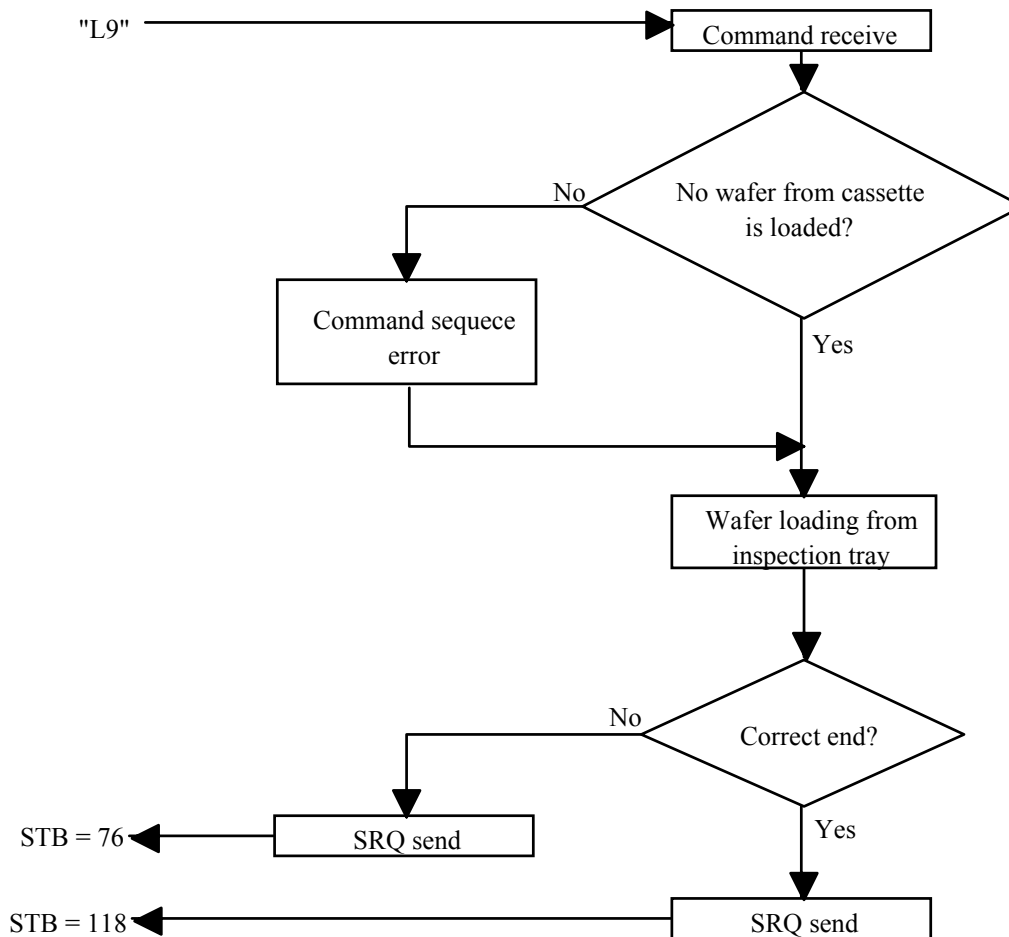 "L9"
Command receive
No wafer from cassette
is loaded?
No
Command sequece
error
Yes
Wafer loading from
inspection tray
Correct end?
No
SRQ send
STB = 76
Yes
SRQ send
STB = 118